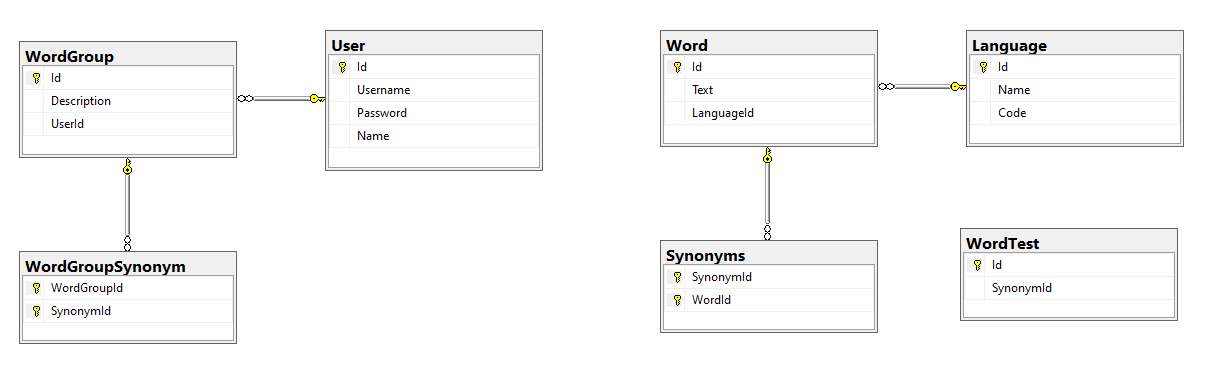 WordGroup
Id
Description
UserId
User
Id
Username
Password
Name
Word
Id
Text
LanguageId
Language
Id
Name
Code
WordGroupSynonym
WordGroupId
SynonymId
Synonyms
SynonymId
WordId
WordTest
Id
SynonymId